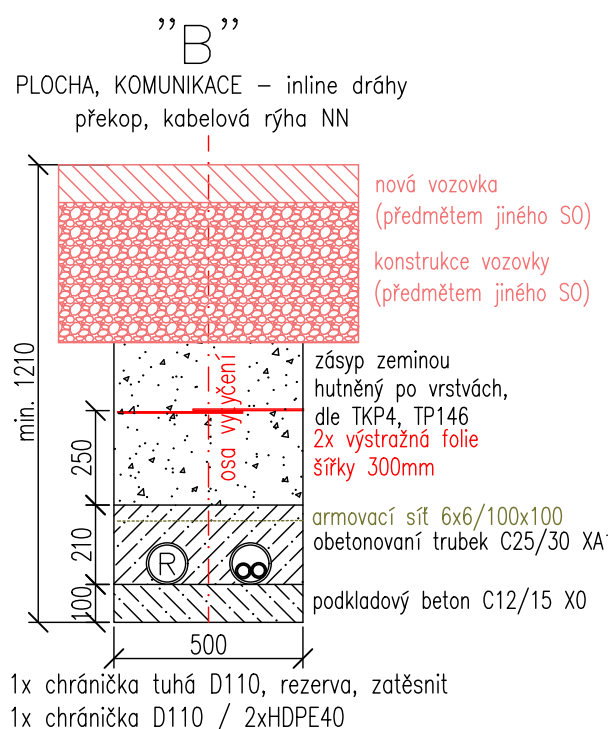 "B"
PLOCHA, KOMUNIKACE – inline dráhy
překop, kabelová rýha NN
nová vozovka
(předmětem jiného SO)
konstrukce vozovky
(předmětem jiného SO)
min. 1210
osa vytyčení
zásyp zeminou
hutněný po vrstvách,
dle TKP4, TP146
2x výstražná folie
šířky 300mm
250
armovací síť 6x6/100x100
obetonovaní trubek C25/30 XA1
210
R
100
podkladový beton C12/15 X0
500
1x chránička tuhá D110, rezerva, zatěsnit
1x chránička D110 / 2xHDPE40